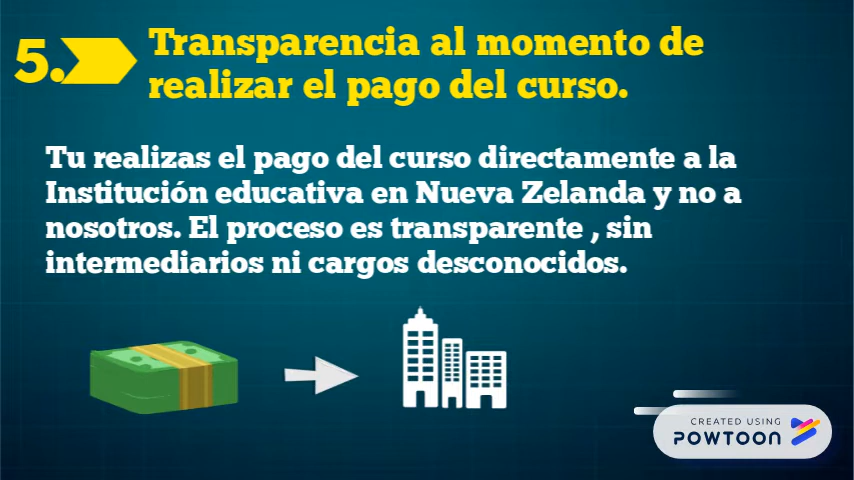 5.
Transparencia al momento de
realizar el pago del curso.
Tu realizas el pago del curso directamente a la
Institución educativa en Nueva Zelanda y no a
nosotros. El proceso es transparente , sin
intermediarios ni cargos desconocidos.
CREATED USING
POWTOON